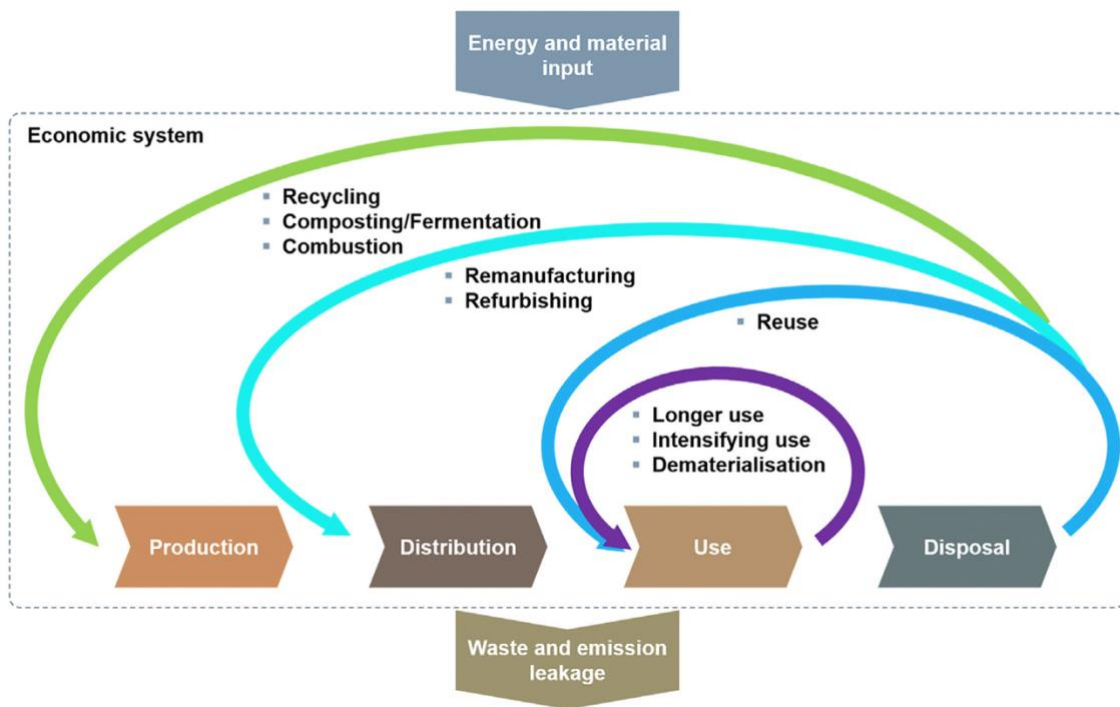 Energy and material
input
Economic system
Recycling
Composting/Fermentation
Combustion
Remanufacturing
Refurbishing
Reuse
Longer use
Intensifying use
Dematerialisation
Production
Distribution
Use
Disposal
Waste and emission
leakage